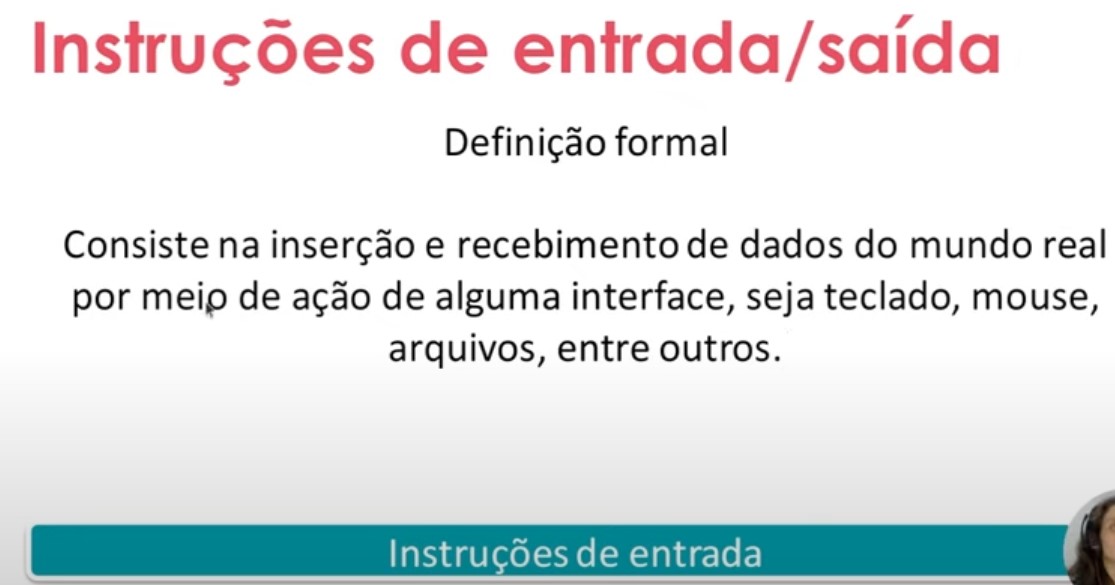 Instruções de entrada/saída
Definição formal
Consiste na inserção e recebimento de dados do mundo real
por meio de ação de alguma interface, seja teclado, mouse,
arquivos, entre outros.
Instruções de entrada